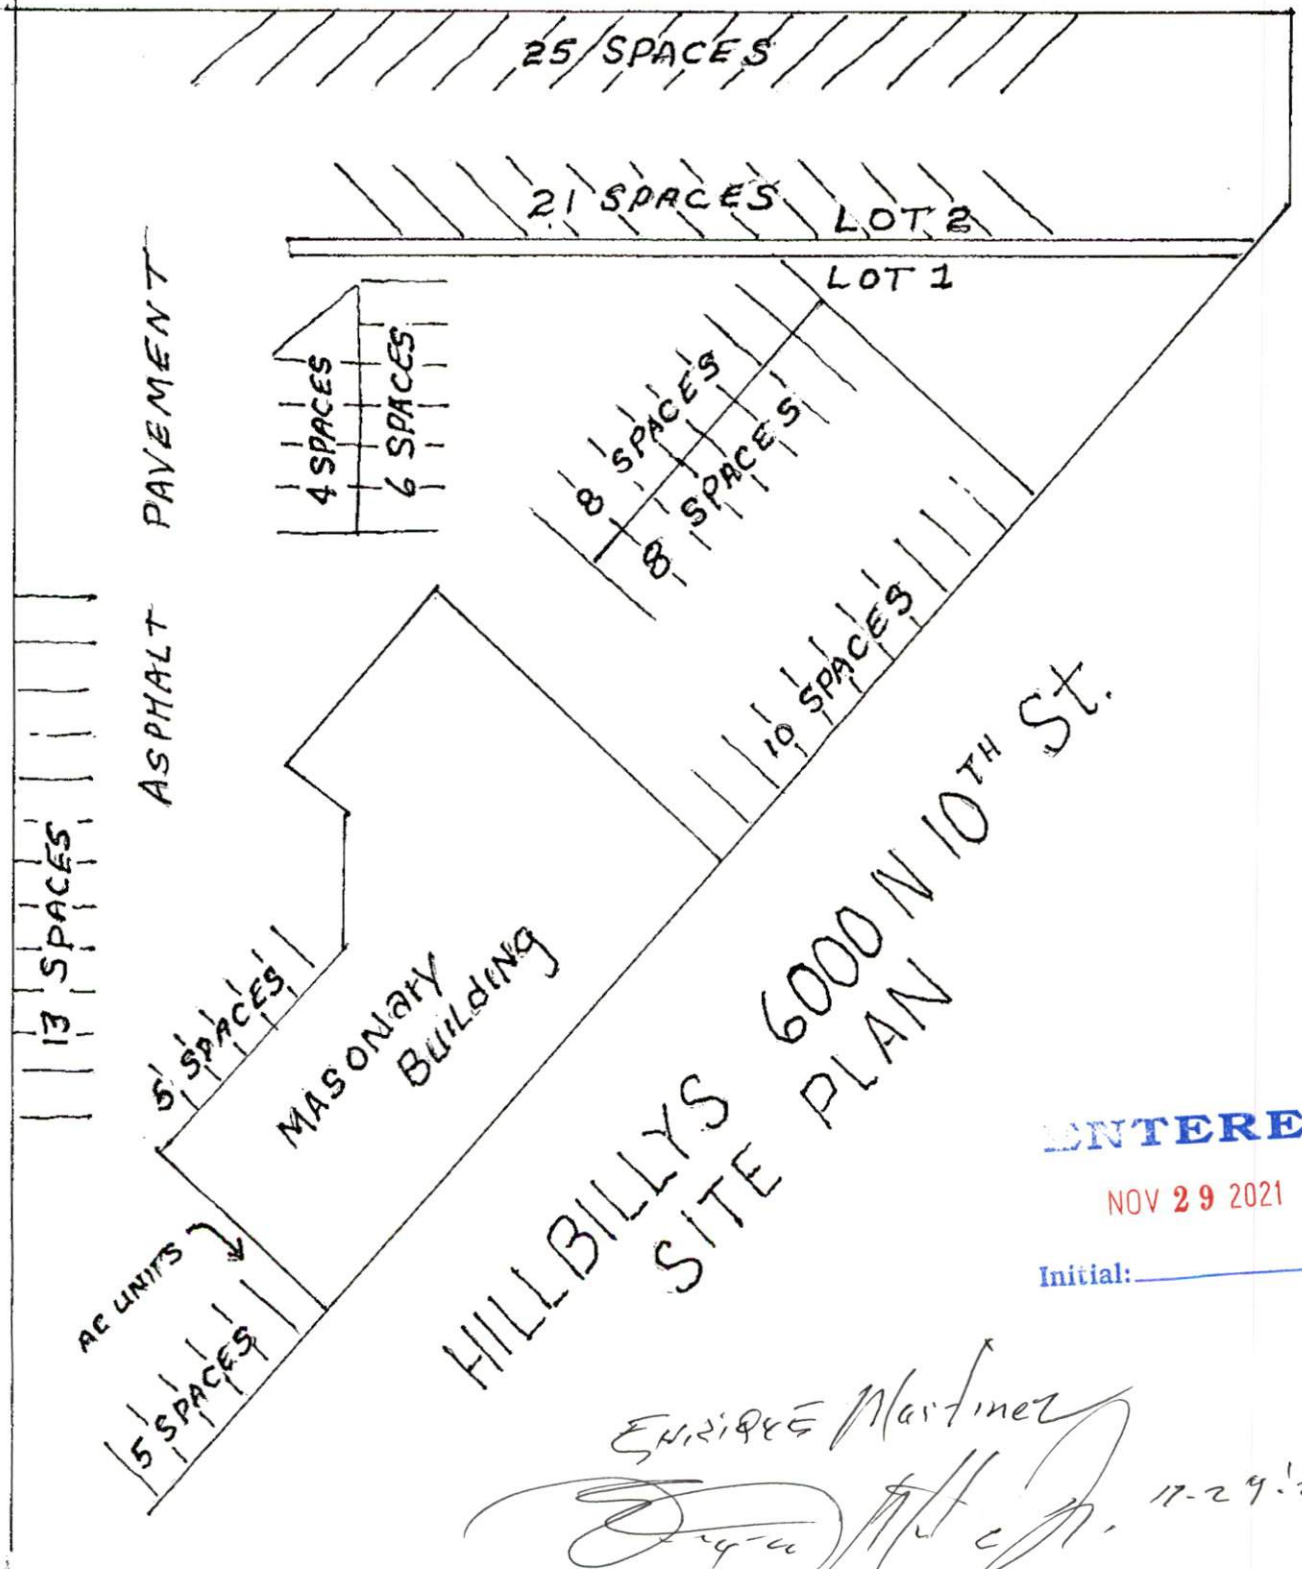 25 SPACES
21 SPACES
LOT 2
LOT 1
ASPHALT PAVEMENT
4 SPACES
6 SPACES
8 SPACES
8 SPACES
10 SPACES
13 SPACES
5 SPACES
MASONARY
BUILDING
AC UNITS
5 SPACES
HILLBILLYS 6000 N 10TH St.
SITE PLAN
ENTERE
NOV 29 2021
Initial:
ENRIQUE Martinez